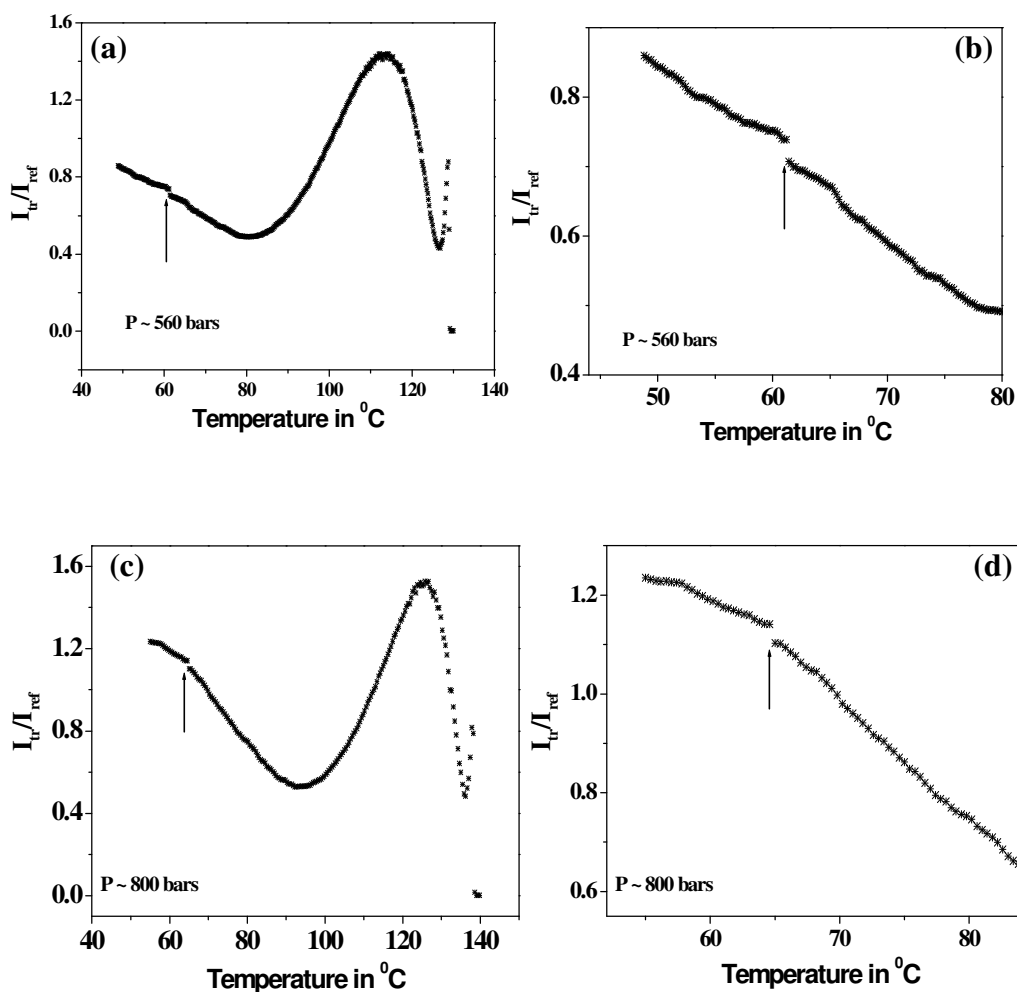 (a)
1.6
1.2
0.8
0.4
0.0
I_tr/I_ref
P ~ 560 bars
40 60 80 100 120 140
Temperature in ⁰C
(b)
0.8
0.6
0.4
I_tr/I_ref
P ~ 560 bars
50 60 70 80
Temperature in ⁰C
(c)
1.6
1.2
0.8
0.4
0.0
I_tr/I_ref
P ~ 800 bars
40 60 80 100 120 140
Temperature in ⁰C
(d)
1.2
1.0
0.8
0.6
I_tr/I_ref
P ~ 800 bars
60 70 80
Temperature in ⁰C